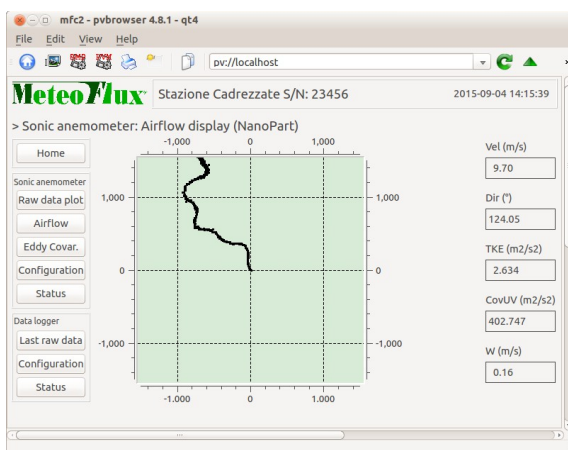 mfc2 - pvbrowser 4.8.1 - qt4
File Edit View Help
pv://localhost
MeteoFlux Stazione Cadrezzate S/N: 23456 2015-09-04 14:15:39
> Sonic anemometer: Airflow display (NanoPart)
Home
Sonic anemometer
Raw data plot
Airflow
Eddy Covar.
Configuration
Status
Data logger
Last raw data
Configuration
Status
-1,000 0 1,000
1,000 1,000
0 0
-1,000 -1,000
-1.000 0 1.000
Vel (m/s)
9.70
Dir (°)
124.05
TKE (m2/s2)
2.634
CovUV (m2/s2)
402.747
W (m/s)
0.16